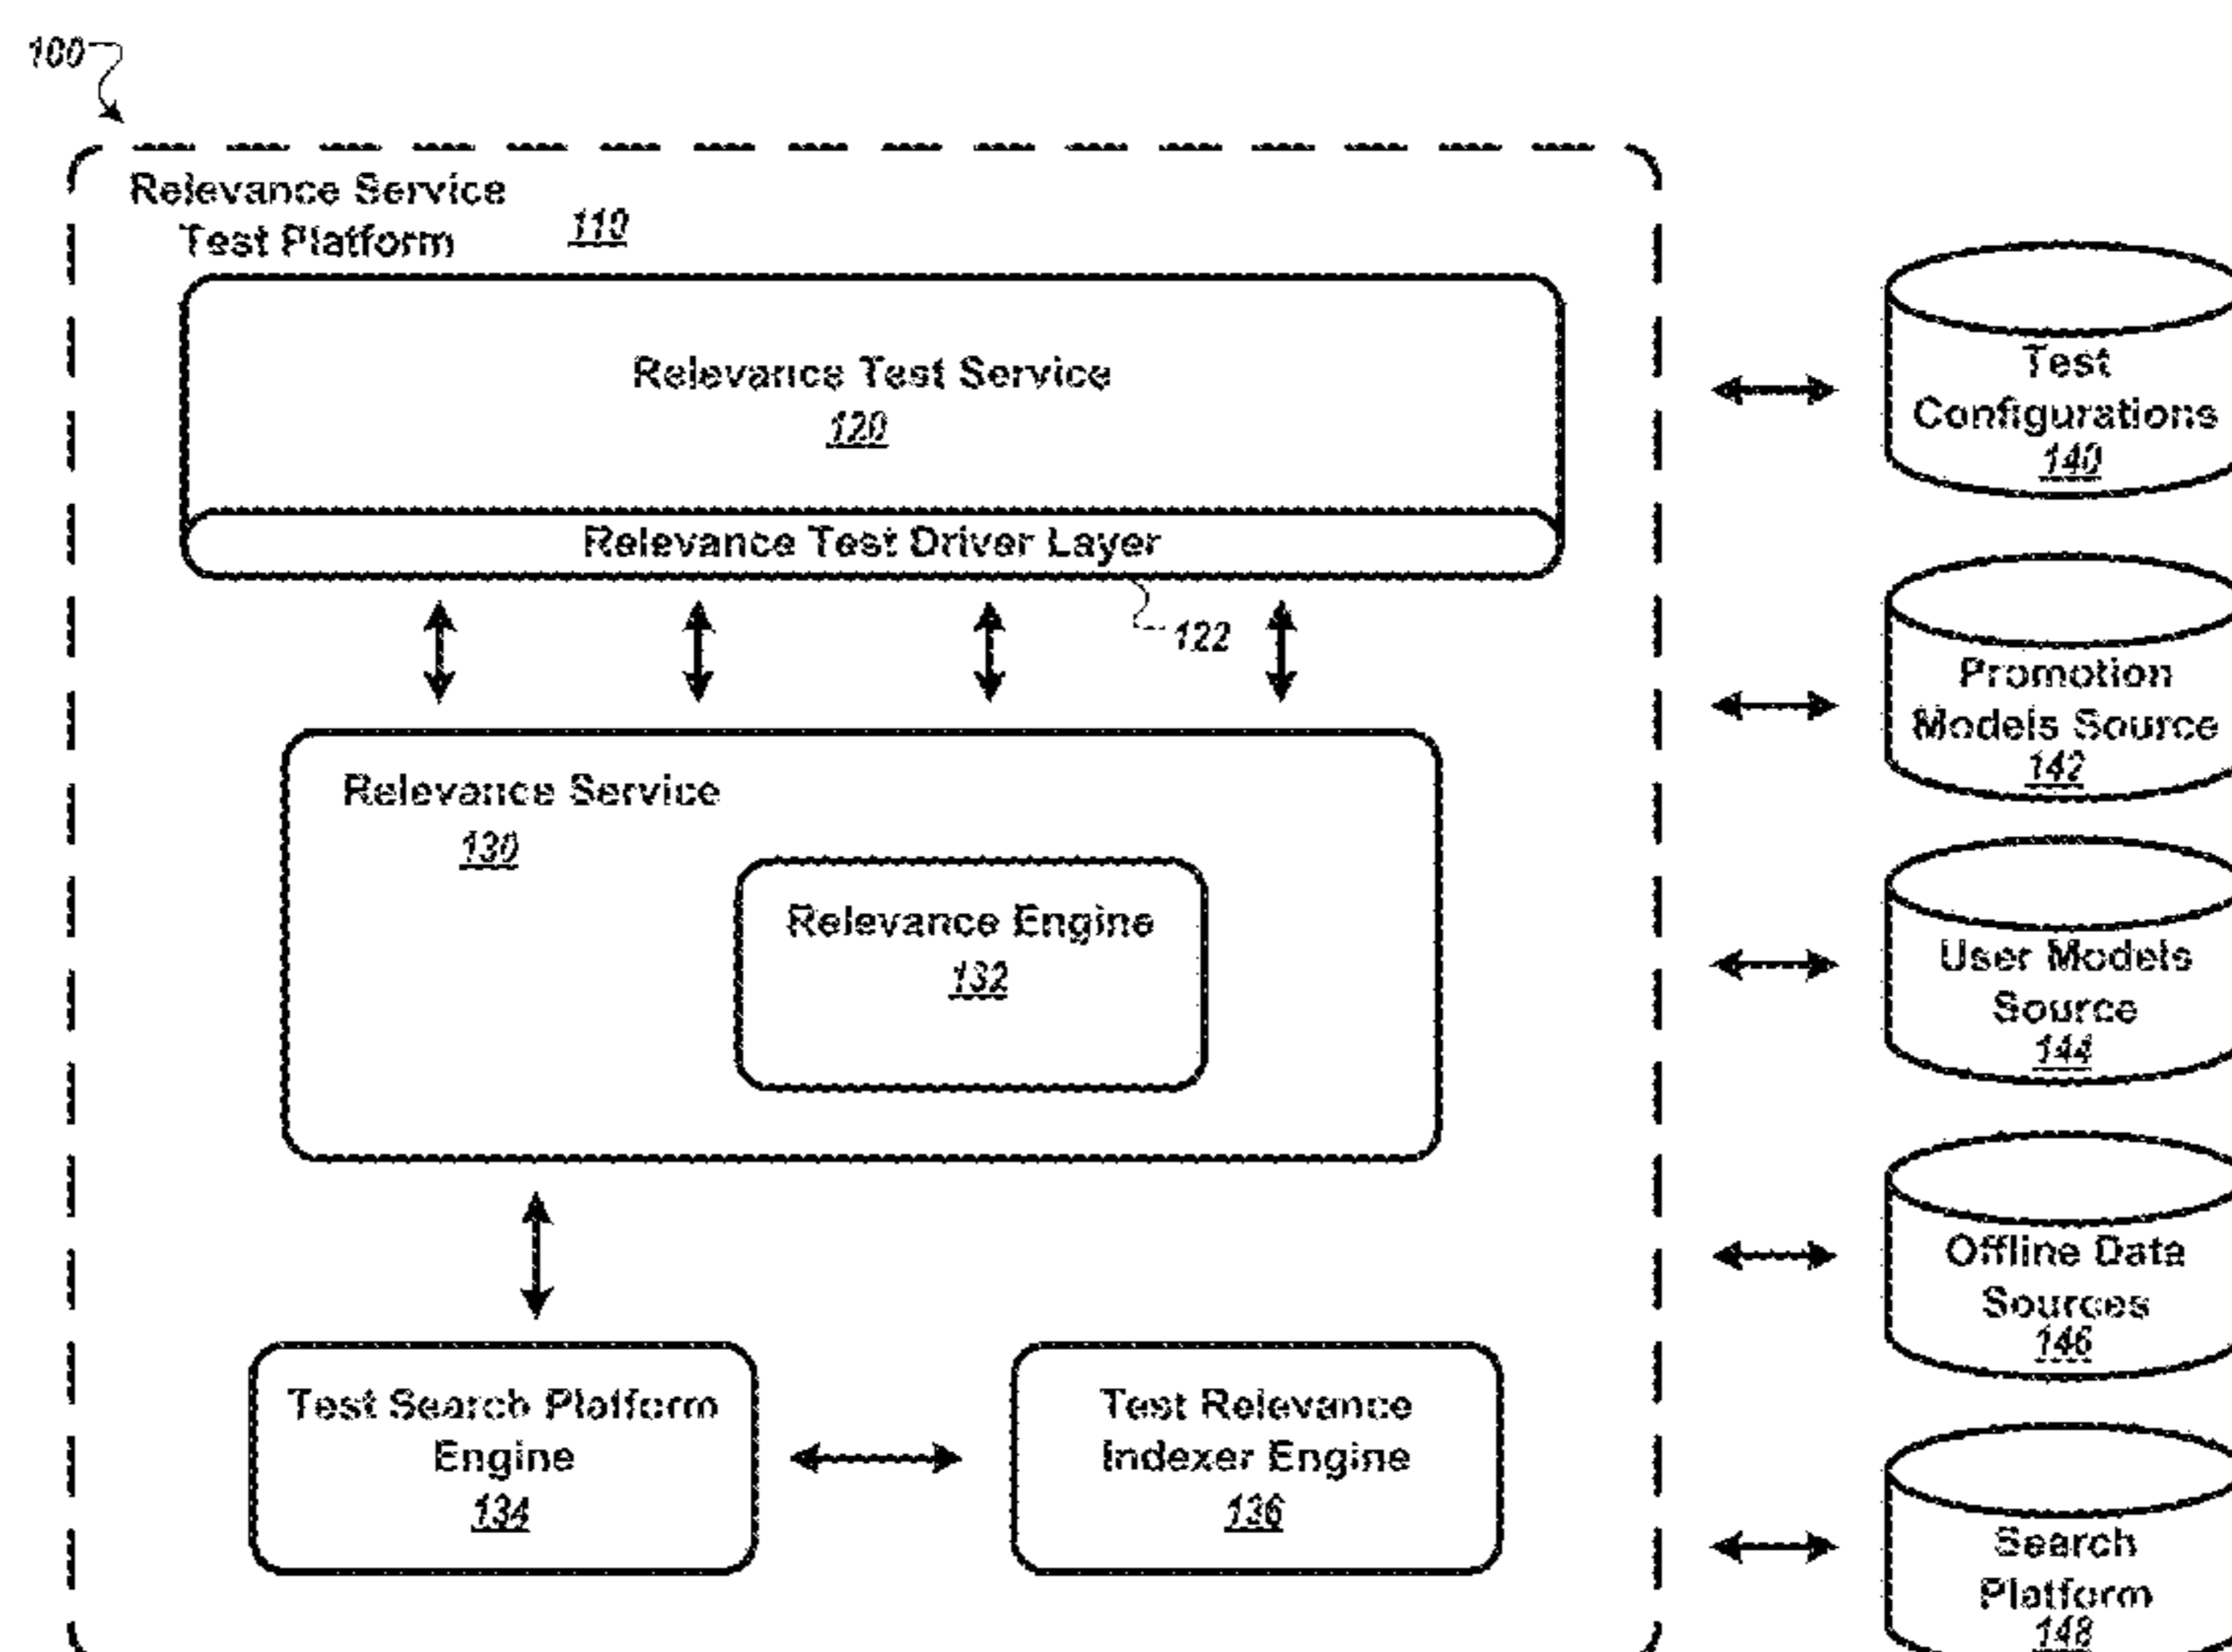 100
Relevance Service
Test Platform
110
Relevance Test Service
120
Relevance Test Driver Layer
122
Relevance Service
130
Relevance Engine
132
Test Search Platform
Engine
134
Test Relevance
Indexer Engine
136
Test
Configurations
140
Promotion
Models Source
142
User Models
Source
144
Offline Data
Sources
146
Search
Platform
148